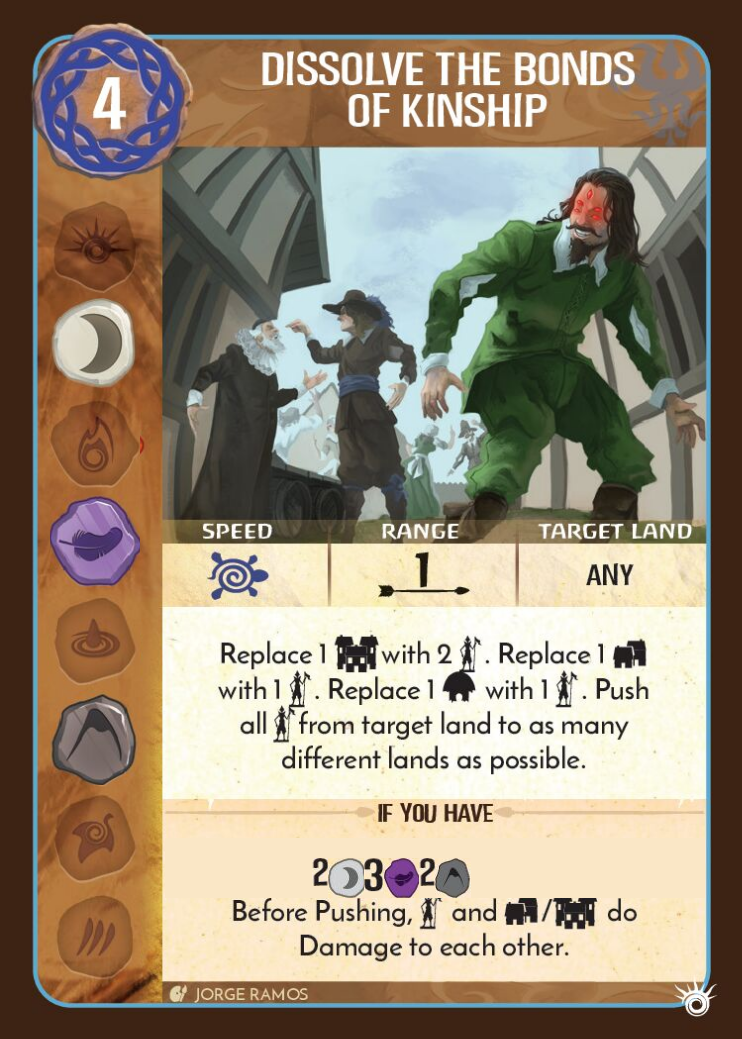 4
DISSOLVE THE BONDS
OF KINSHIP
SPEED RANGE TARGET LAND
1 ANY
Replace 1 with 2 . Replace 1
with 1 . Replace 1 with 1 . Push
all from target land to as many
different lands as possible.
IF YOU HAVE
2 3 2
Before Pushing, and / do
Damage to each other.
JORGE RAMOS